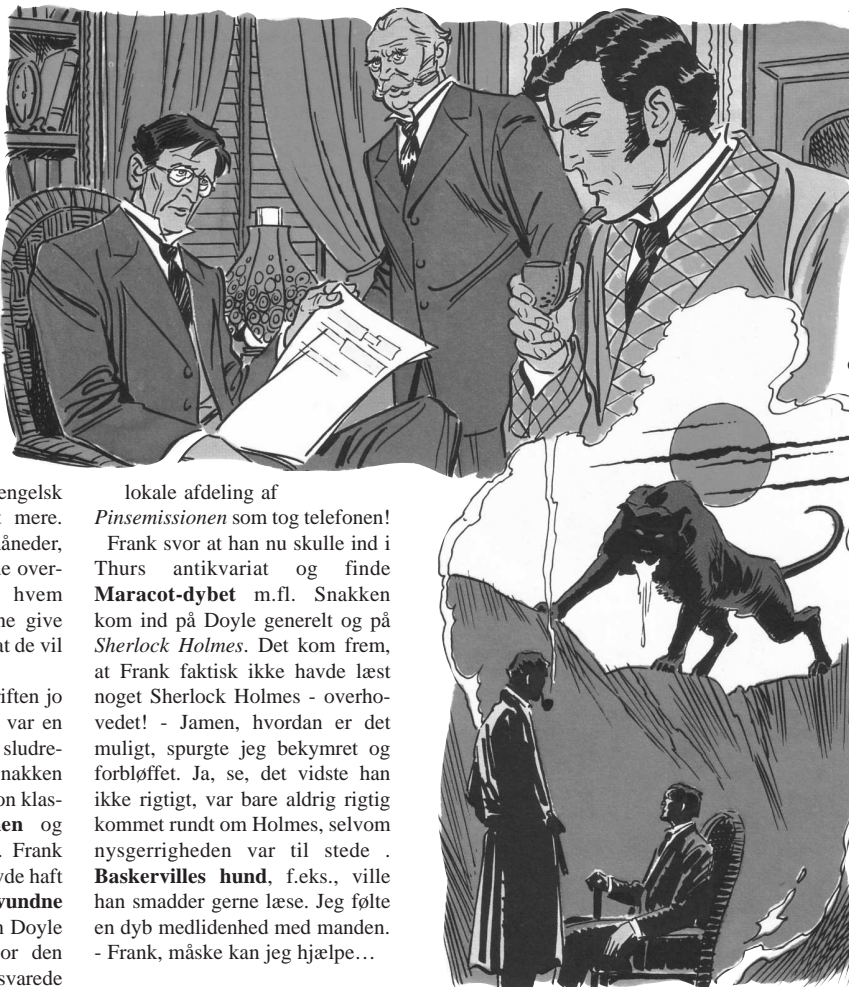 engelsk
t mere.
åneder,
e over-
hvem
ne give
at de vil
riften jo
var en
sludre-
nakken
on klas-
en og
. Frank
vde haft
vundne
n Doyle
vor den
svarede
lokale afdeling af
Pinsemissionen som tog telefonen!
Frank svor at han nu skulle ind i
Thurs antikvariat og finde
Maracot-dybet m.fl. Snakken
kom ind på Doyle generelt og på
Sherlock Holmes. Det kom frem,
at Frank faktisk ikke havde læst
noget Sherlock Holmes - overho-
vedet! - Jamen, hvordan er det
muligt, spurgte jeg bekymret og
forbløffet. Ja, se, det vidste han
ikke rigtigt, var bare aldrig rigtig
kommet rundt om Holmes, selvom
nysgerrigheden var til stede .
Baskervilles hund, f.eks., ville
han smadder gerne læse. Jeg følte
en dyb medlidenhed med manden.
- Frank, måske kan jeg hjælpe…